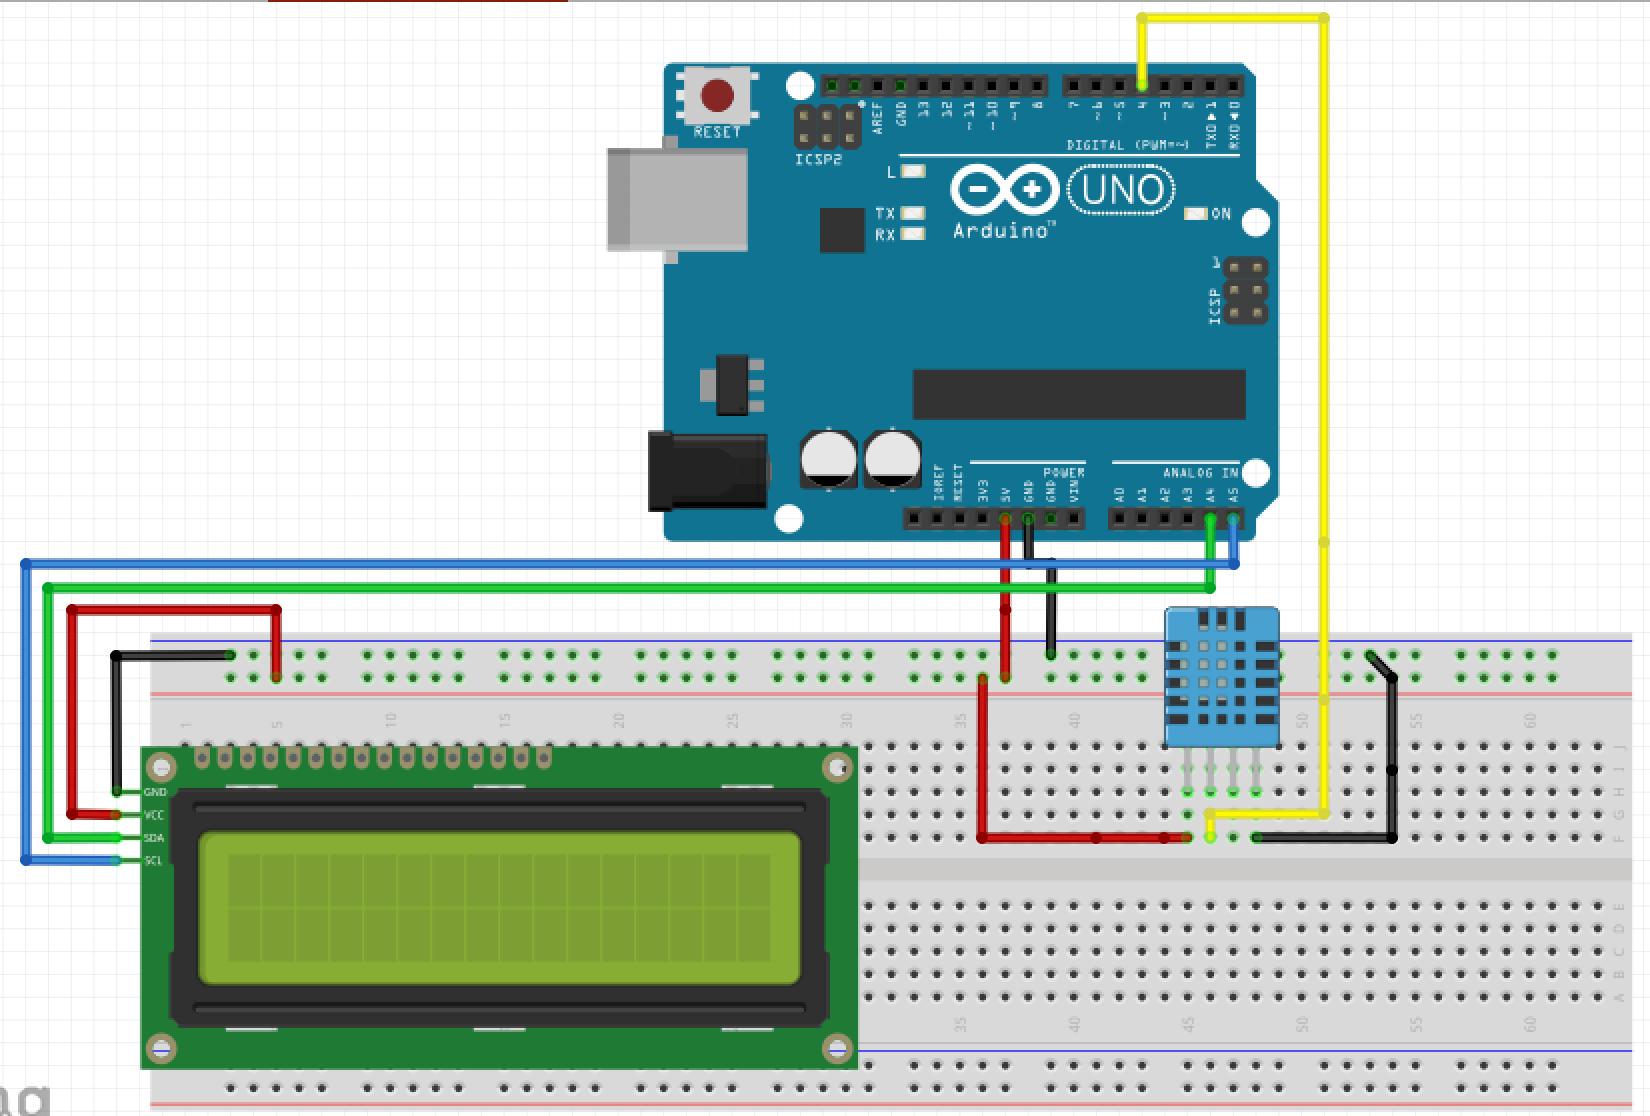 RESET
ICSP2
AREF
GND
13
12
~11
~10
~9
8
7
~6
~5
4
~3
2
TX0▶1
RX0◀0
DIGITAL (PWM=~)
L
TX
RX
UNO
Arduino™
ON
1
ICSP
IOREF
RESET
3V3
5V
GND
GND
VIN
POWER
ANALOG IN
A0
A1
A2
A3
A4
A5
1
5
10
15
20
25
30
35
40
50
55
60
J
I
H
G
F
GND
VCC
SDA
SCL
E
D
C
B
A
35
40
45
50
55
60